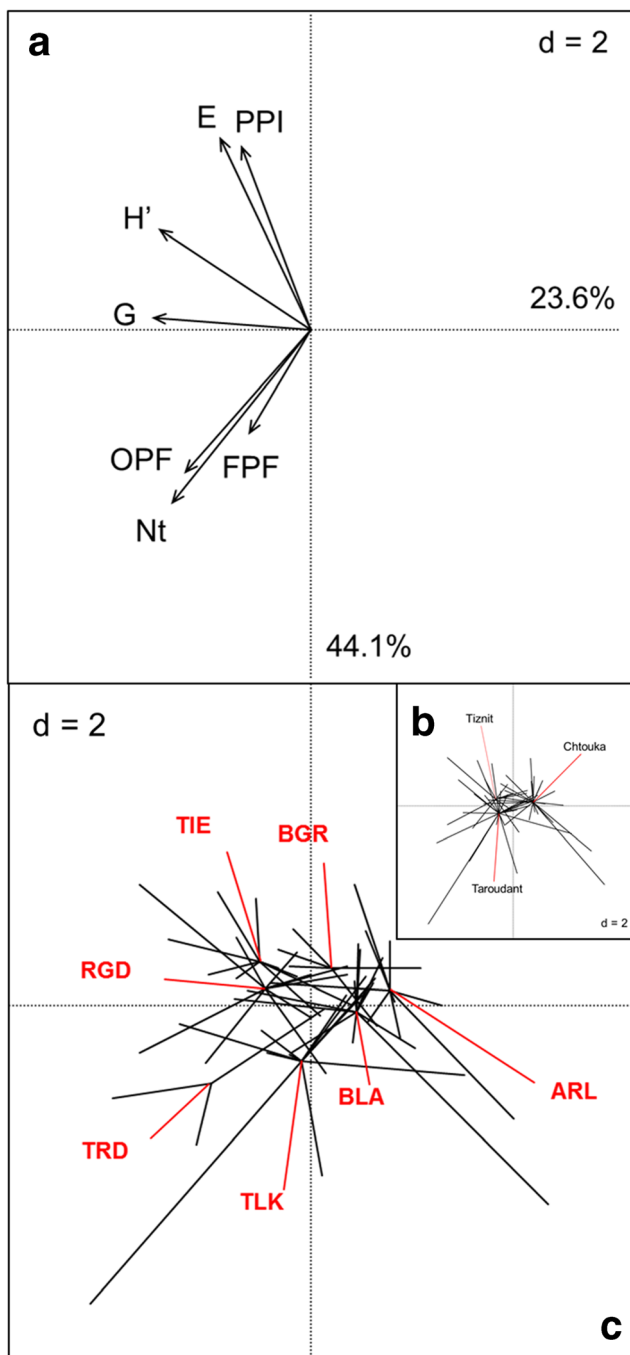 a
d = 2
E
PPI
H’
G
23.6%
OPF
FPF
Nt
44.1%
d = 2
b
Tiznit
Chtouka
Taroudant
d = 2
TIE
BGR
RGD
BLA
ARL
TRD
TLK
c